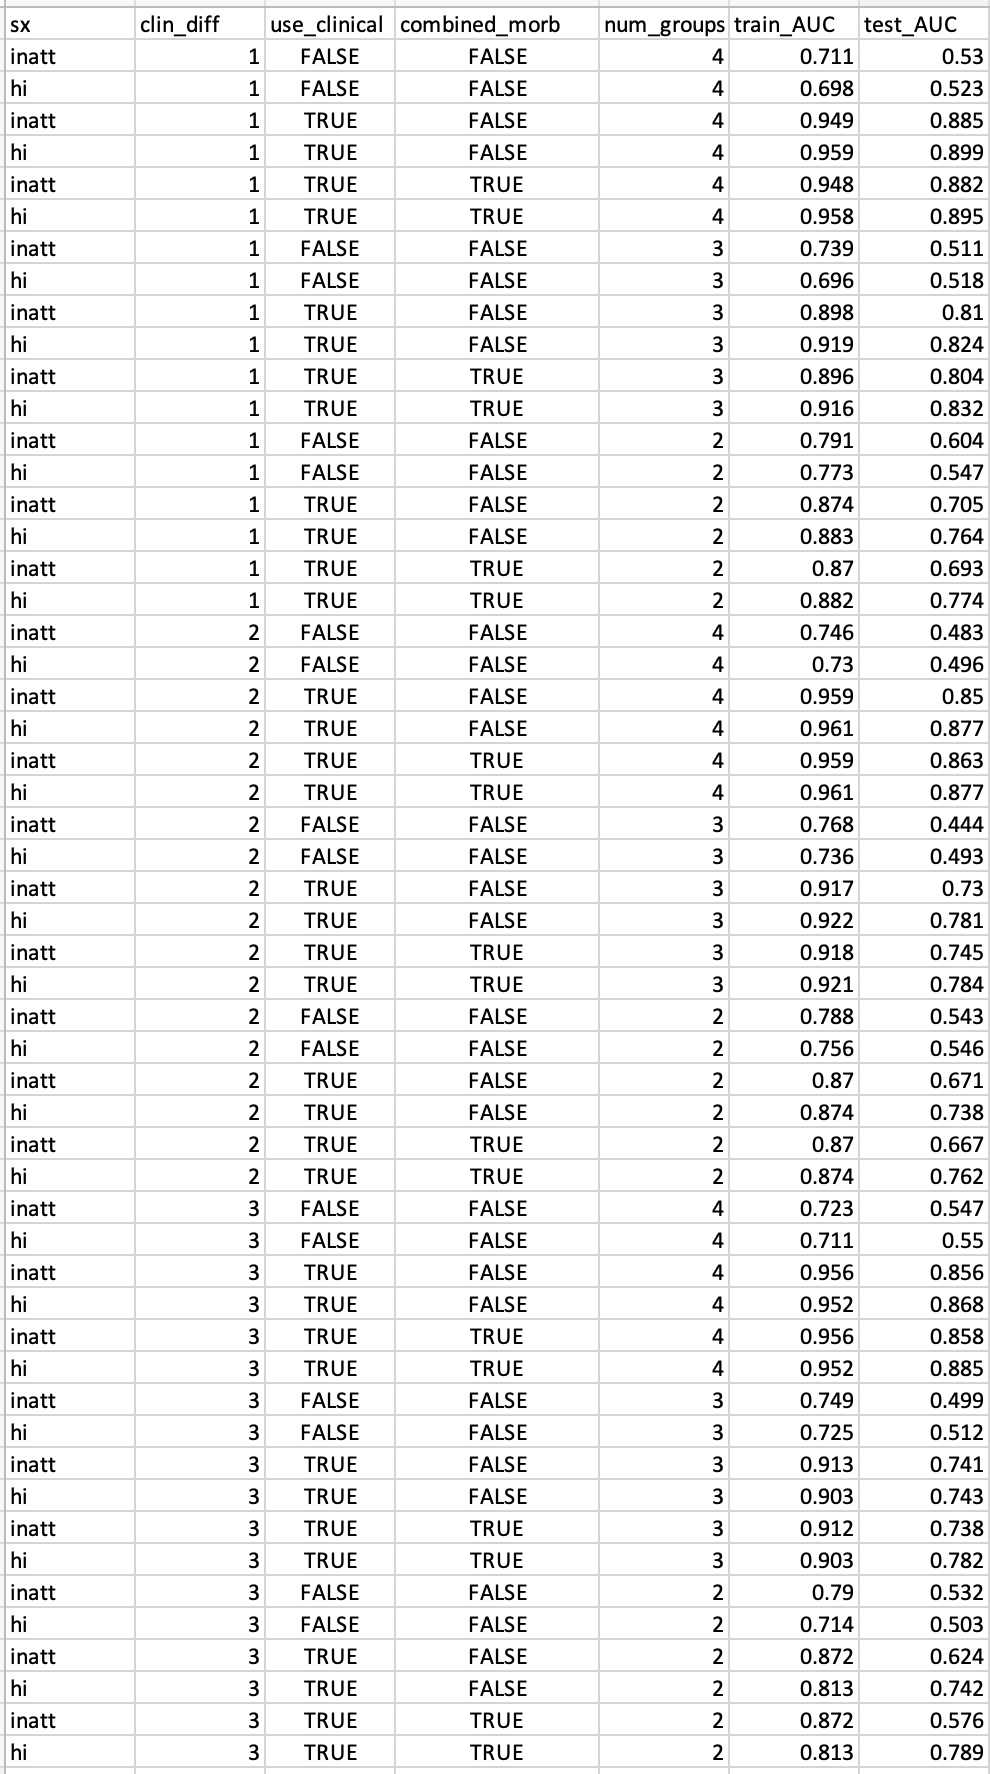 sx clin_diff use_clinical combined_morb num_groups train_AUC test_AUC
inatt 1 FALSE FALSE 4 0.711 0.53
hi 1 FALSE FALSE 4 0.698 0.523
inatt 1 TRUE FALSE 4 0.949 0.885
hi 1 TRUE FALSE 4 0.959 0.899
inatt 1 TRUE TRUE 4 0.948 0.882
hi 1 TRUE TRUE 4 0.958 0.895
inatt 1 FALSE FALSE 3 0.739 0.511
hi 1 FALSE FALSE 3 0.696 0.518
inatt 1 TRUE FALSE 3 0.898 0.81
hi 1 TRUE FALSE 3 0.919 0.824
inatt 1 TRUE TRUE 3 0.896 0.804
hi 1 TRUE TRUE 3 0.916 0.832
inatt 1 FALSE FALSE 2 0.791 0.604
hi 1 FALSE FALSE 2 0.773 0.547
inatt 1 TRUE FALSE 2 0.874 0.705
hi 1 TRUE FALSE 2 0.883 0.764
inatt 1 TRUE TRUE 2 0.87 0.693
hi 1 TRUE TRUE 2 0.882 0.774
inatt 2 FALSE FALSE 4 0.746 0.483
hi 2 FALSE FALSE 4 0.73 0.496
inatt 2 TRUE FALSE 4 0.959 0.85
hi 2 TRUE FALSE 4 0.961 0.877
inatt 2 TRUE TRUE 4 0.959 0.863
hi 2 TRUE TRUE 4 0.961 0.877
inatt 2 FALSE FALSE 3 0.768 0.444
hi 2 FALSE FALSE 3 0.736 0.493
inatt 2 TRUE FALSE 3 0.917 0.73
hi 2 TRUE FALSE 3 0.922 0.781
inatt 2 TRUE TRUE 3 0.918 0.745
hi 2 TRUE TRUE 3 0.921 0.784
inatt 2 FALSE FALSE 2 0.788 0.543
hi 2 FALSE FALSE 2 0.756 0.546
inatt 2 TRUE FALSE 2 0.87 0.671
hi 2 TRUE FALSE 2 0.874 0.738
inatt 2 TRUE TRUE 2 0.87 0.667
hi 2 TRUE TRUE 2 0.874 0.762
inatt 3 FALSE FALSE 4 0.723 0.547
hi 3 FALSE FALSE 4 0.711 0.55
inatt 3 TRUE FALSE 4 0.956 0.856
hi 3 TRUE FALSE 4 0.952 0.868
inatt 3 TRUE TRUE 4 0.956 0.858
hi 3 TRUE TRUE 4 0.952 0.885
inatt 3 FALSE FALSE 3 0.749 0.499
hi 3 FALSE FALSE 3 0.725 0.512
inatt 3 TRUE FALSE 3 0.913 0.741
hi 3 TRUE FALSE 3 0.903 0.743
inatt 3 TRUE TRUE 3 0.912 0.738
hi 3 TRUE TRUE 3 0.903 0.782
inatt 3 FALSE FALSE 2 0.79 0.532
hi 3 FALSE FALSE 2 0.714 0.503
inatt 3 TRUE FALSE 2 0.872 0.624
hi 3 TRUE FALSE 2 0.813 0.742
inatt 3 TRUE TRUE 2 0.872 0.576
hi 3 TRUE TRUE 2 0.813 0.789